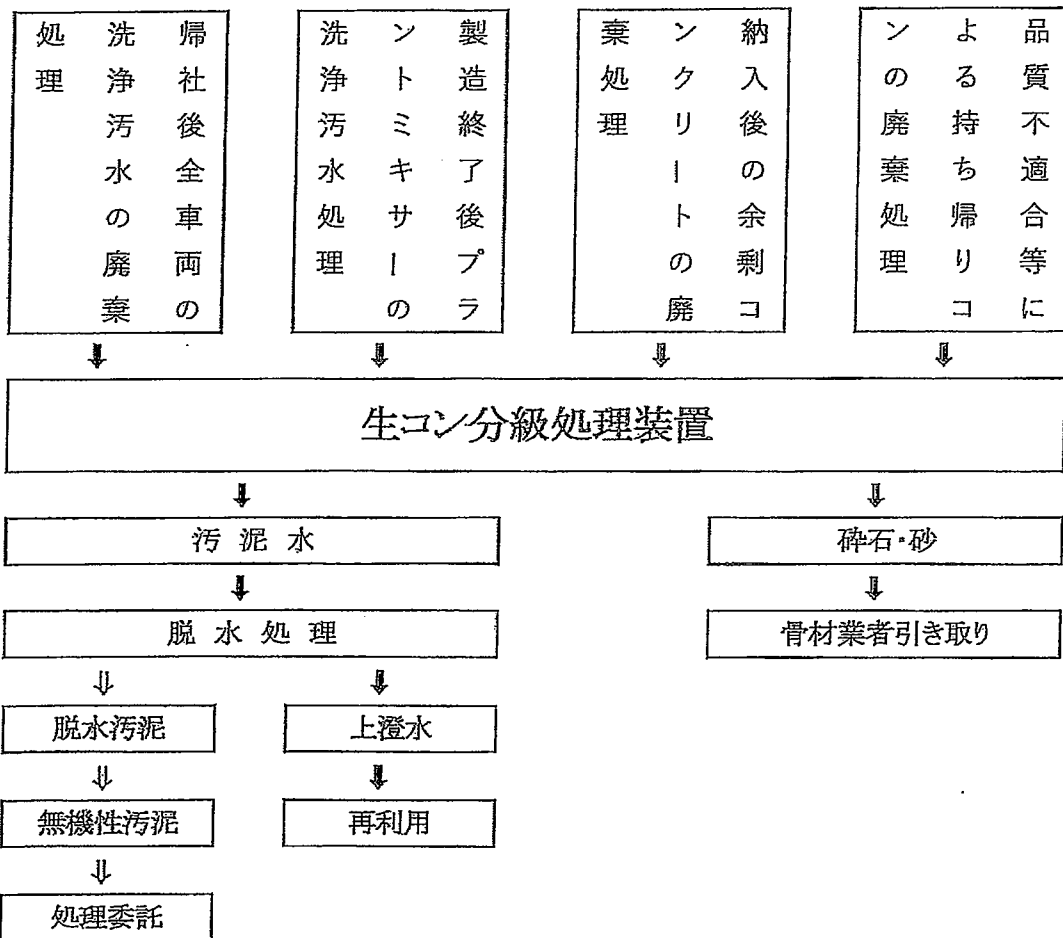 帰社後全車両の
洗浄汚水の廃棄
処理
製造終了後プラ
ントミキサーの
洗浄汚水処理
納入後の余剰コ
ンクリートの廃
棄処理
品質不適合等に
よる持ち帰りコ
ンの廃棄処理
生コン分級処理装置
汚泥水
砕石・砂
脱水処理
骨材業者引き取り
脱水汚泥
上澄水
無機性汚泥
再利用
処理委託